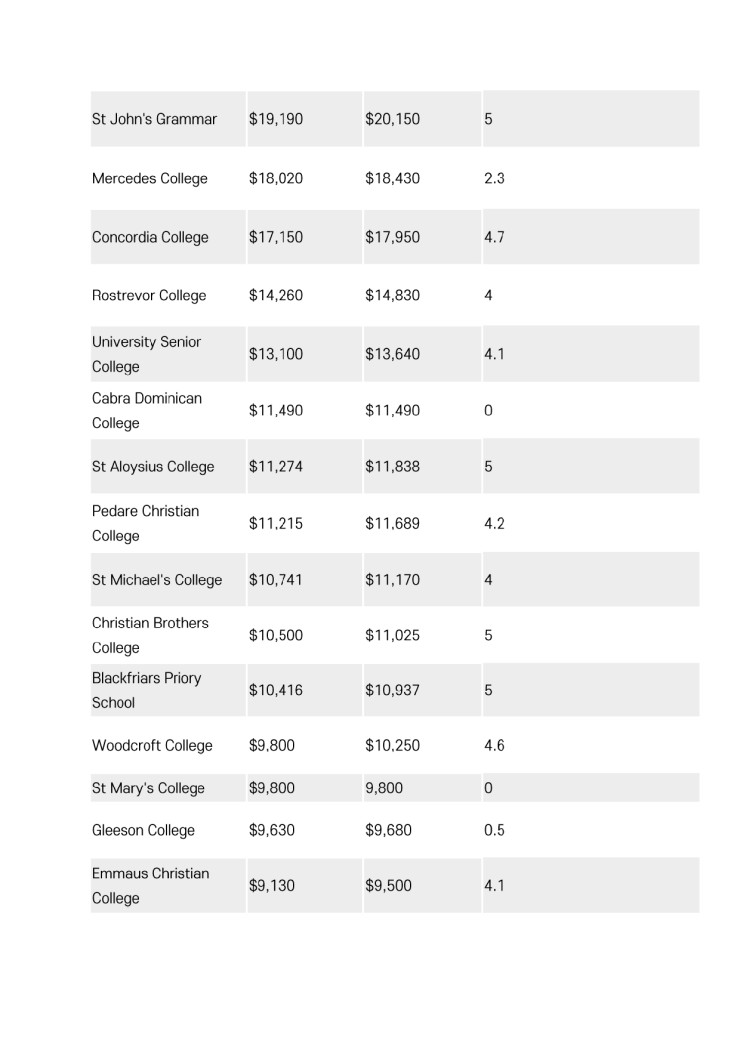 St John's Grammar $19,190 $20,150 5
Mercedes College $18,020 $18,430 2.3
Concordia College $17,150 $17,950 4.7
Rostrevor College $14,260 $14,830 4
University Senior
College $13,100 $13,640 4.1
Cabra Dominican
College $11,490 $11,490 0
St Aloysius College $11,274 $11,838 5
Pedare Christian
College $11,215 $11,689 4.2
St Michael's College $10,741 $11,170 4
Christian Brothers
College $10,500 $11,025 5
Blackfriars Priory
School $10,416 $10,937 5
Woodcroft College $9,800 $10,250 4.6
St Mary's College $9,800 9,800 0
Gleeson College $9,630 $9,680 0.5
Emmaus Christian
College $9,130 $9,500 4.1